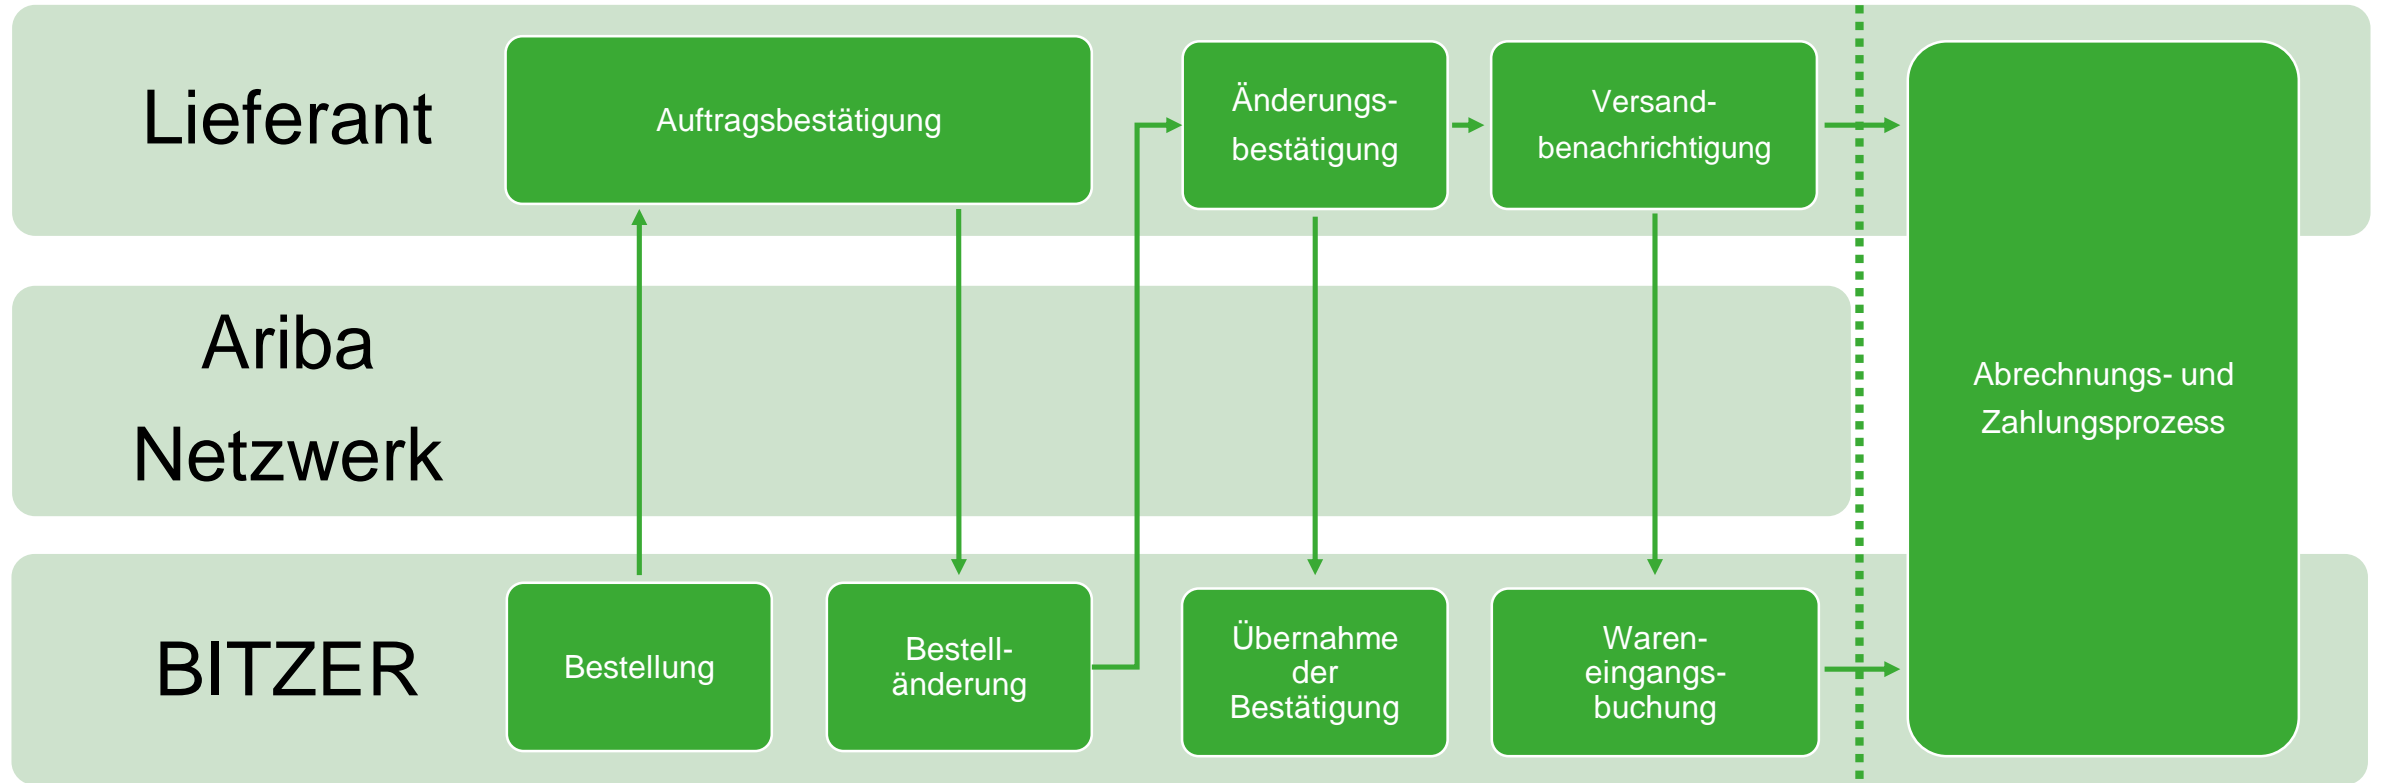 Lieferant
Auftragsbestätigung
Änderungs-
bestätigung
Versand-
benachrichtigung
Ariba
Netzwerk
Abrechnungs- und
Zahlungsprozess
BITZER
Bestellung
Bestell-
änderung
Übernahme
der
Bestätigung
Waren-
eingangs-
buchung